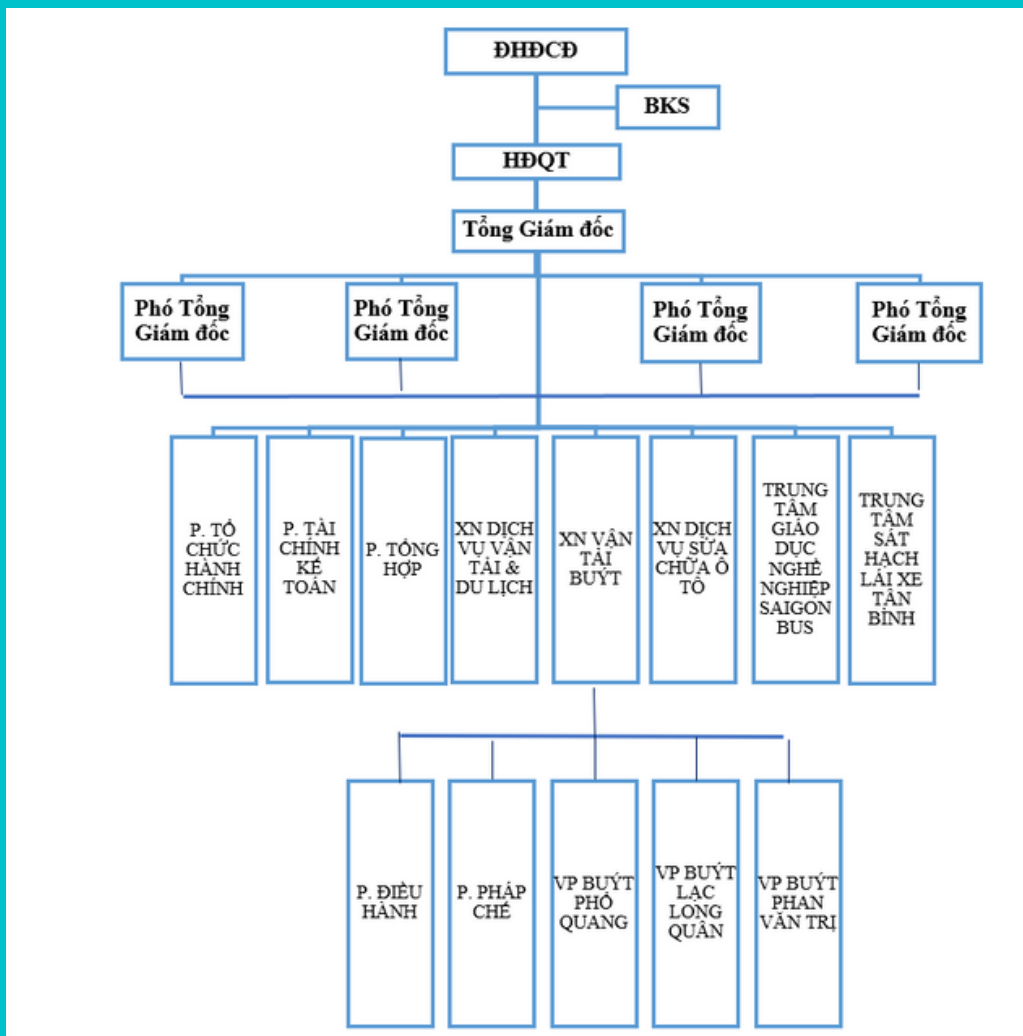 ĐHĐCĐ
BKS
HĐQT
Tổng Giám đốc
Phó Tổng
Giám đốc
Phó Tổng
Giám đốc
Phó Tổng
Giám đốc
Phó Tổng
Giám đốc
P. TỔ
CHỨC
HÀNH
CHÍNH
P. TÀI
CHÍNH
KẾ
TOÁN
P. TỔNG
HỢP
XN DỊCH
VỤ VẬN
TẢI &
DU LỊCH
XN VẬN
TẢI
BUÝT
XN DỊCH
VỤ SỬA
CHỮA Ô
TÔ
TRUNG
TÂM
GIÁO
DỤC
NGHỀ
NGHIỆP
SAIGON
BUS
TRUNG
TÂM
SÁT
HẠCH
LÁI XE
TÂN
BÌNH
P. ĐIỀU
HÀNH
P. PHÁP
CHẾ
VP BUÝT
PHỔ
QUANG
VP BUÝT
LẠC
LONG
QUÂN
VP BUÝT
PHAN
VĂN TRỊ